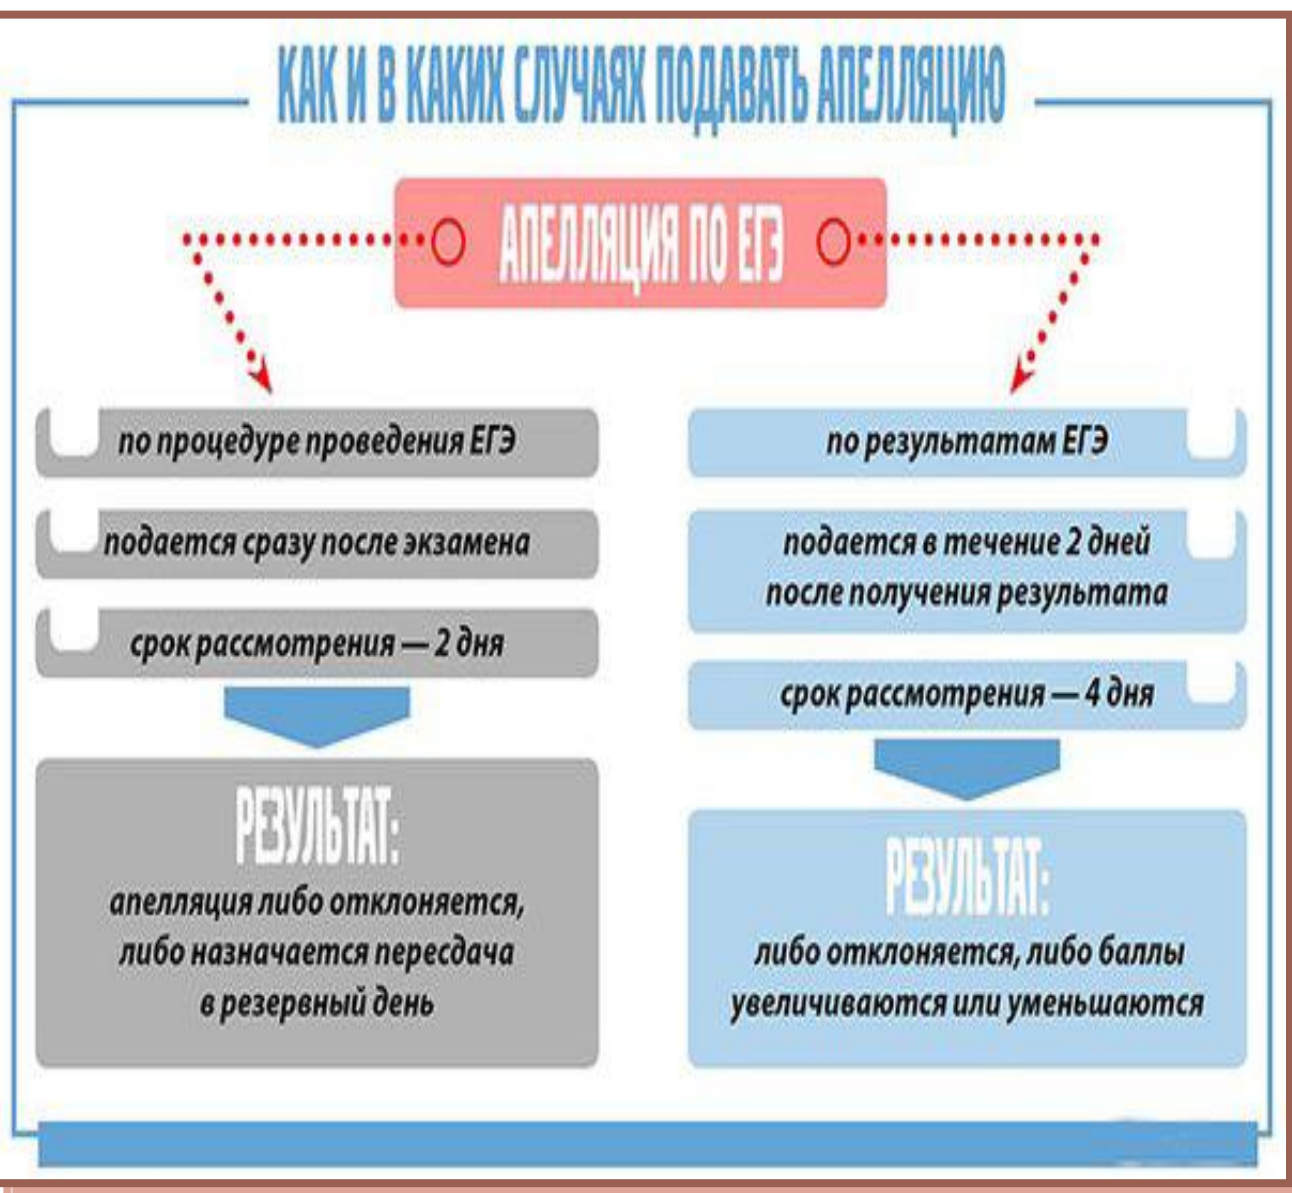 КАК И В КАКИХ СЛУЧАЯХ ПОДАВАТЬ АПЕЛЛЯЦИЮ
АПЕЛЛЯЦИЯ ПО ЕГЭ
по процедуре проведения ЕГЭ
подается сразу после экзамена
срок рассмотрения — 2 дня
РЕЗУЛЬТАТ:
апелляция либо отклоняется,
либо назначается пересдача
в резервный день
по результатам ЕГЭ
подается в течение 2 дней
после получения результата
срок рассмотрения — 4 дня
РЕЗУЛЬТАТ:
либо отклоняется, либо баллы
увеличиваются или уменьшаются